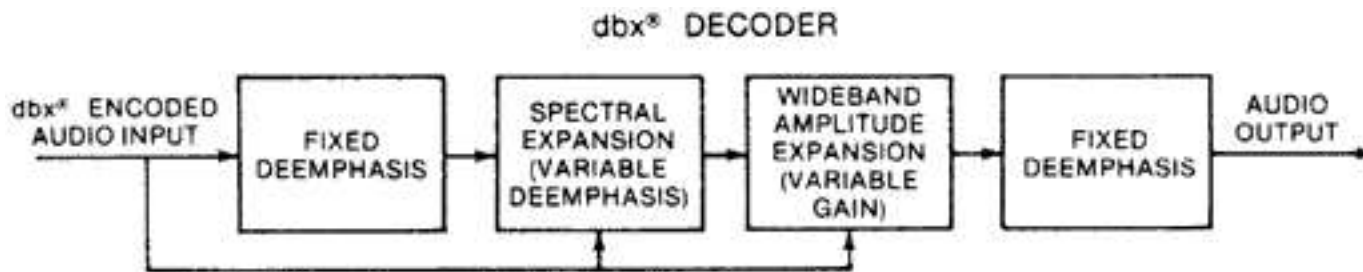 dbx® DECODER
dbx® ENCODED
AUDIO INPUT
FIXED
DEEMPHASIS
SPECTRAL
EXPANSION
(VARIABLE
DEEMPHASIS)
WIDEBAND
AMPLITUDE
EXPANSION
(VARIABLE
GAIN)
FIXED
DEEMPHASIS
AUDIO
OUTPUT